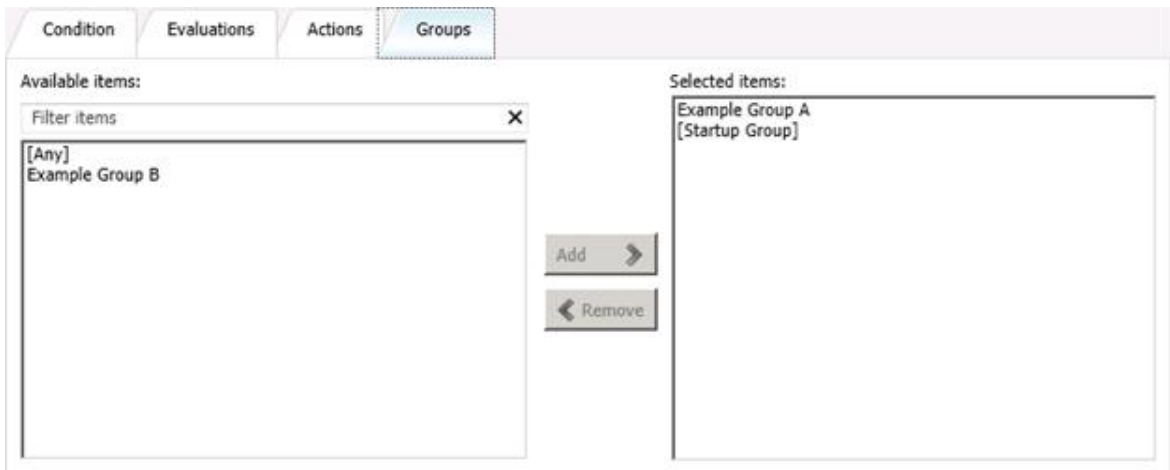 Condition Evaluations Actions Groups
Available items:
Filter items
[Any]
Example Group B
Add
Remove
Selected items:
Example Group A
[Startup Group]